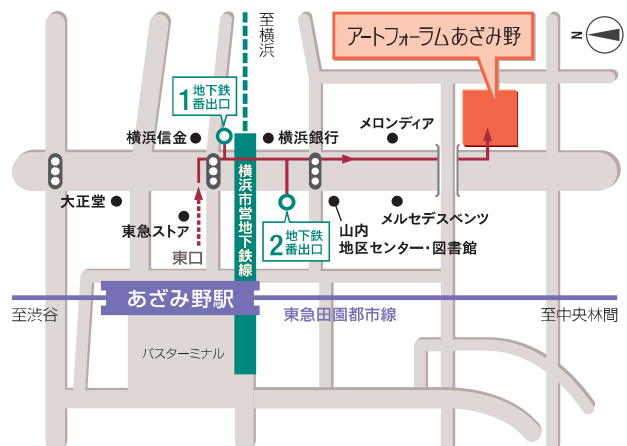 至横浜
アートフォーラムあざみ野
N
1 地下鉄
番出口
横浜信金
横浜銀行
メロンディア
大正堂
東急ストア
東口
横浜市営地下鉄線
2 地下鉄
番出口
山内
地区センター・図書館
メルセデスベンツ
あざみ野駅
至渋谷
東急田園都市線
至中央林間
バスターミナル